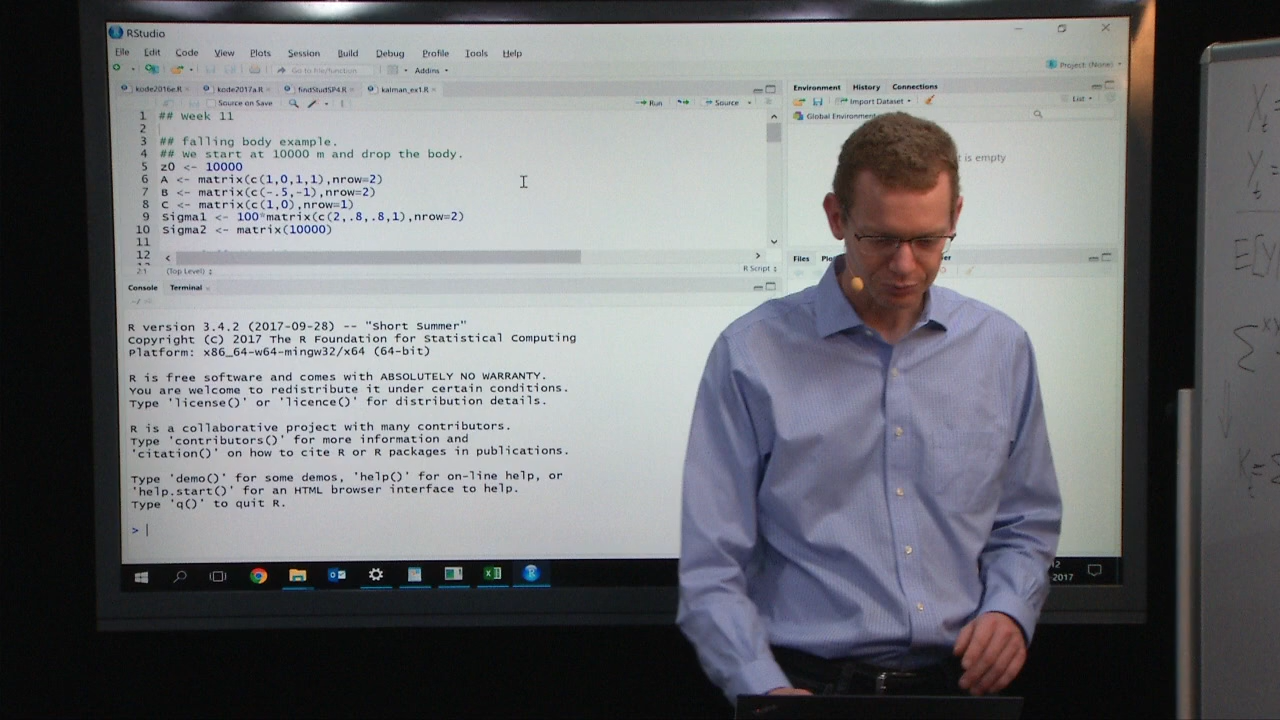 RStudio
File Edit Code View Plots Session Build Debug Profile Tools Help
Go to file/function Addins Project: (None)
kode2016e.R kode2017a.R findStudSP4.R kalman_ex1.R
Source on Save Run Source
1 ## week 11
2
3 ## falling body example.
4 ## we start at 10000 m and drop the body.
5 z0 <- 10000
6 A <- matrix(c(1,0,1,1),nrow=2)
7 B <- matrix(c(-.5,-1),nrow=2)
8 C <- matrix(c(1,0),nrow=1)
9 Sigma1 <- 100*matrix(c(2,.8,.8,1),nrow=2)
10 Sigma2 <- matrix(10000)
11
12
2:1 (Top Level) R Script
Environment History Connections
Import Dataset List
Global Environment
t is empty
Files
Console Terminal
R version 3.4.2 (2017-09-28) -- "Short Summer"
Copyright (C) 2017 The R Foundation for Statistical Computing
Platform: x86_64-w64-mingw32/x64 (64-bit)
R is free software and comes with ABSOLUTELY NO WARRANTY.
You are welcome to redistribute it under certain conditions.
Type 'license()' or 'licence()' for distribution details.
R is a collaborative project with many contributors.
Type 'contributors()' for more information and
'citation()' on how to cite R or R packages in publications.
Type 'demo()' for some demos, 'help()' for on-line help, or
'help.start()' for an HTML browser interface to help.
Type 'q()' to quit R.
>
-2017